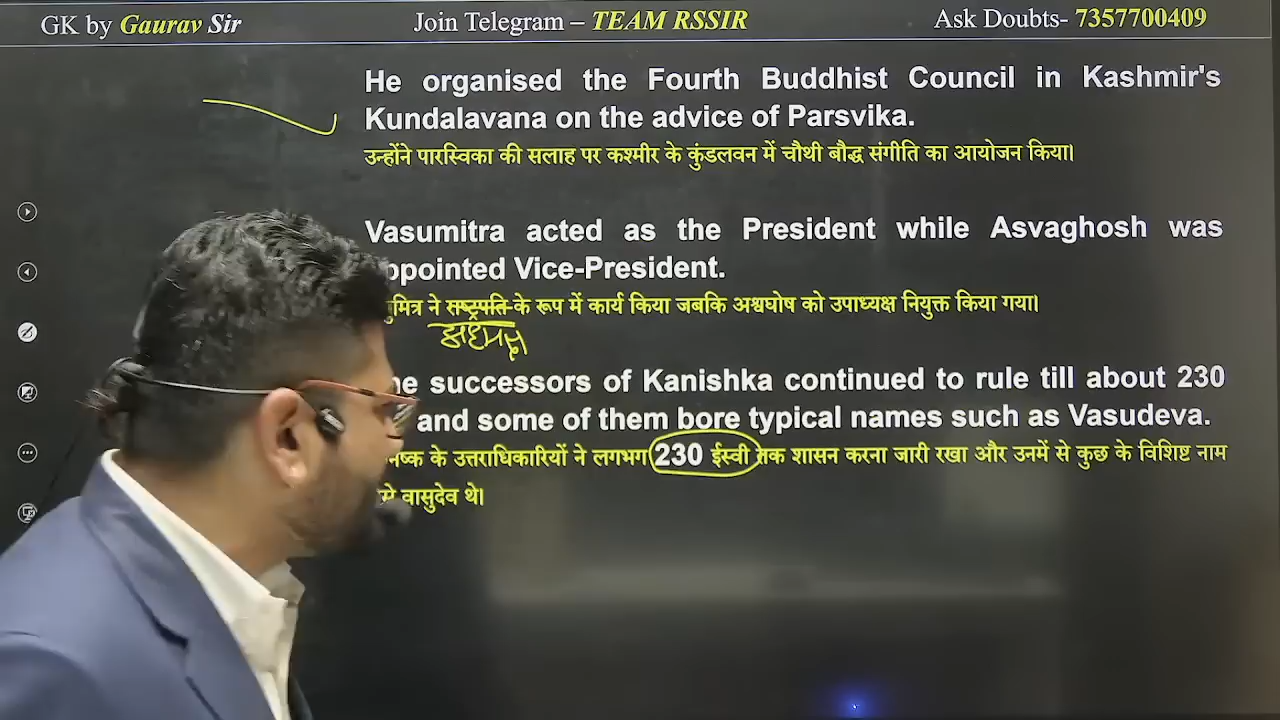 GK by Gaurav Sir
Join Telegram – TEAM RSSIR
Ask Doubts- 7357700409
He organised the Fourth Buddhist Council in Kashmir's
Kundalavana on the advice of Parsvika.
उन्होंने पारस्विका की सलाह पर कश्मीर के कुंडलवन में चौथी बौद्ध संगीति का आयोजन किया।
Vasumitra acted as the President while Asvaghosh was
ppointed Vice-President.
मित्र ने राष्ट्रपति के रूप में कार्य किया जबकि अश्वघोष को उपाध्यक्ष नियुक्त किया गया।
अध्यक्ष
he successors of Kanishka continued to rule till about 230
and some of them bore typical names such as Vasudeva.
ष्क के उत्तराधिकारियों ने लगभग 230 ईस्वी तक शासन करना जारी रखा और उनमें से कुछ के विशिष्ट नाम
वासुदेव थे।